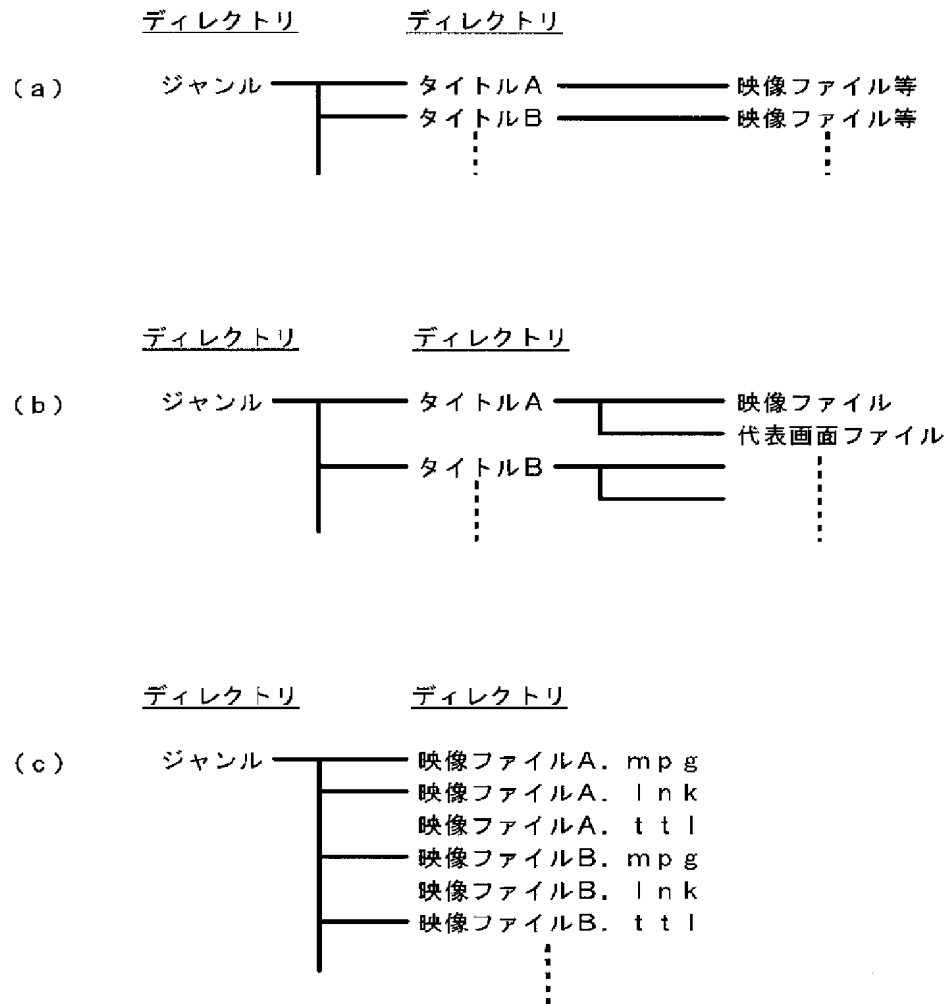 ディレクトリ ディレクトリ
(a) ジャンル タイトルA 映像ファイル等
タイトルB 映像ファイル等
ディレクトリ ディレクトリ
(b) ジャンル タイトルA 映像ファイル
代表画面ファイル
タイトルB
ディレクトリ ディレクトリ
(c) ジャンル 映像ファイルA. mpg
映像ファイルA. lnk
映像ファイルA. ttl
映像ファイルB. mpg
映像ファイルB. lnk
映像ファイルB. ttl